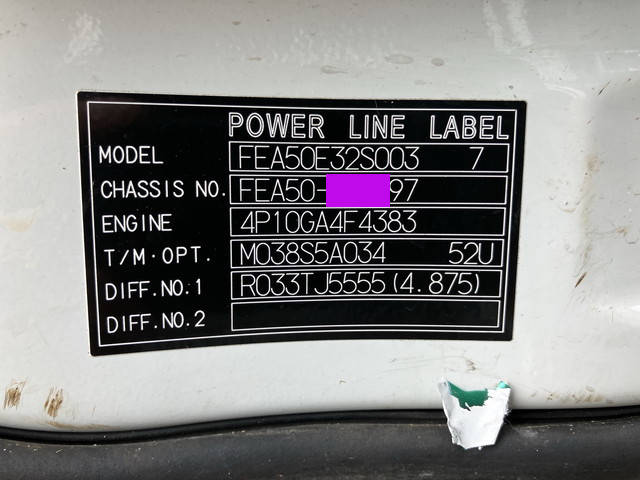 POWER LINE LABEL
MODEL FEA50E32S003 7
CHASSIS NO. FEA50- 97
ENGINE 4P10GA4F4383
T/M·OPT. M038S5A034 52U
DIFF.NO.1 R033TJ5555(4.875)
DIFF.NO.2